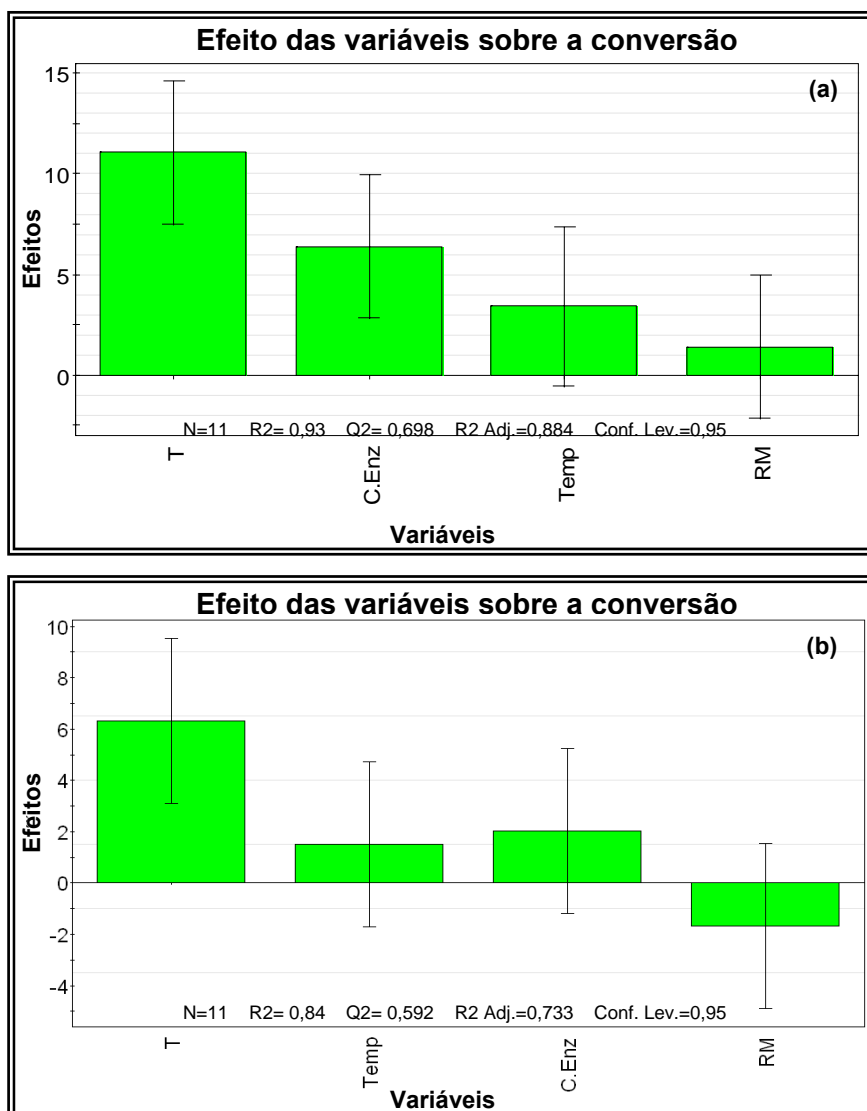 Efeito das variáveis sobre a conversão
(a)
15
10
5
0
Efeitos
N=11 R2= 0,93 Q2= 0,698 R2 Adj.=0,884 Conf. Lev.=0,95
T
C.Enz
Temp
RM
Variáveis
Efeito das variáveis sobre a conversão
(b)
10
8
6
4
2
0
-2
-4
Efeitos
N=11 R2= 0,84 Q2= 0,592 R2 Adj.=0,733 Conf. Lev.=0,95
T
Temp
C.Enz
RM
Variáveis